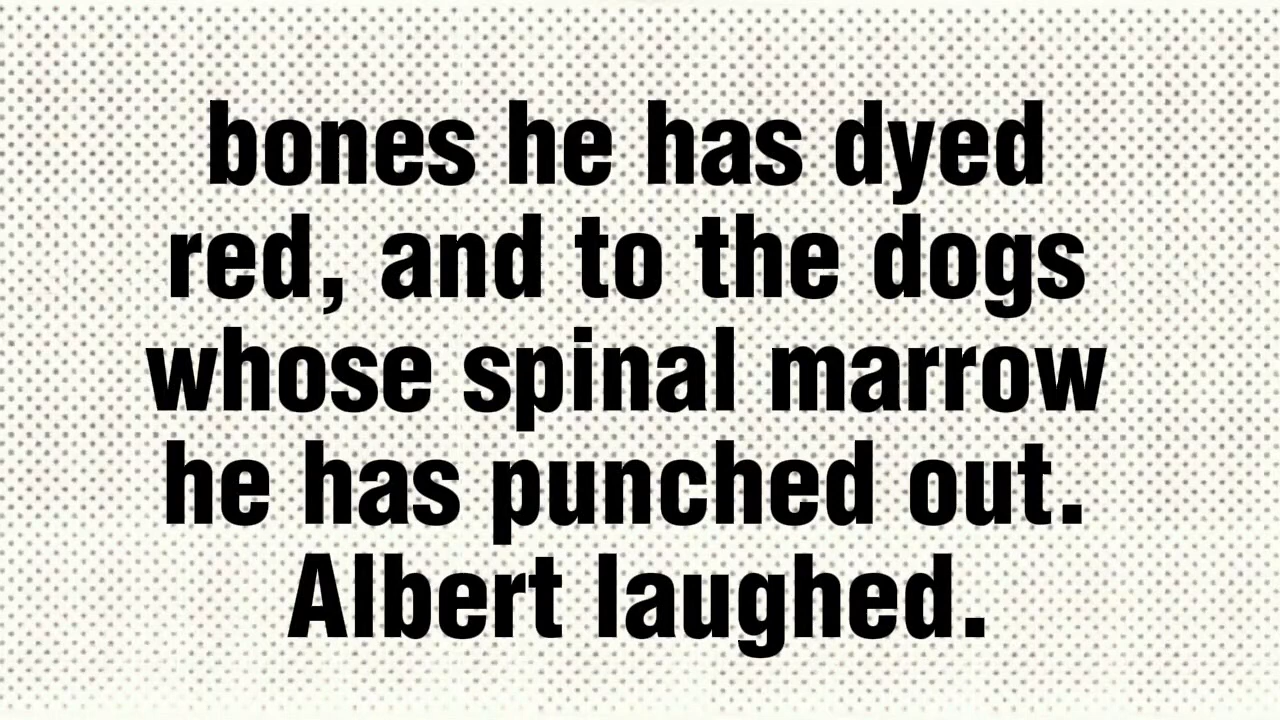 bones he has dyed
red, and to the dogs
whose spinal marrow
he has punched out.
Albert laughed.